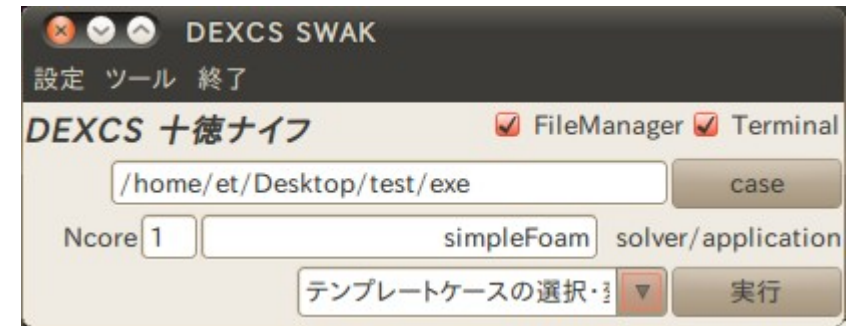 DEXCS SWAK
設定 ツール 終了
DEXCS 十徳ナイフ FileManager Terminal
/home/et/Desktop/test/exe case
Ncore 1 simpleFoam solver/application
テンプレートケースの選択・ 実行